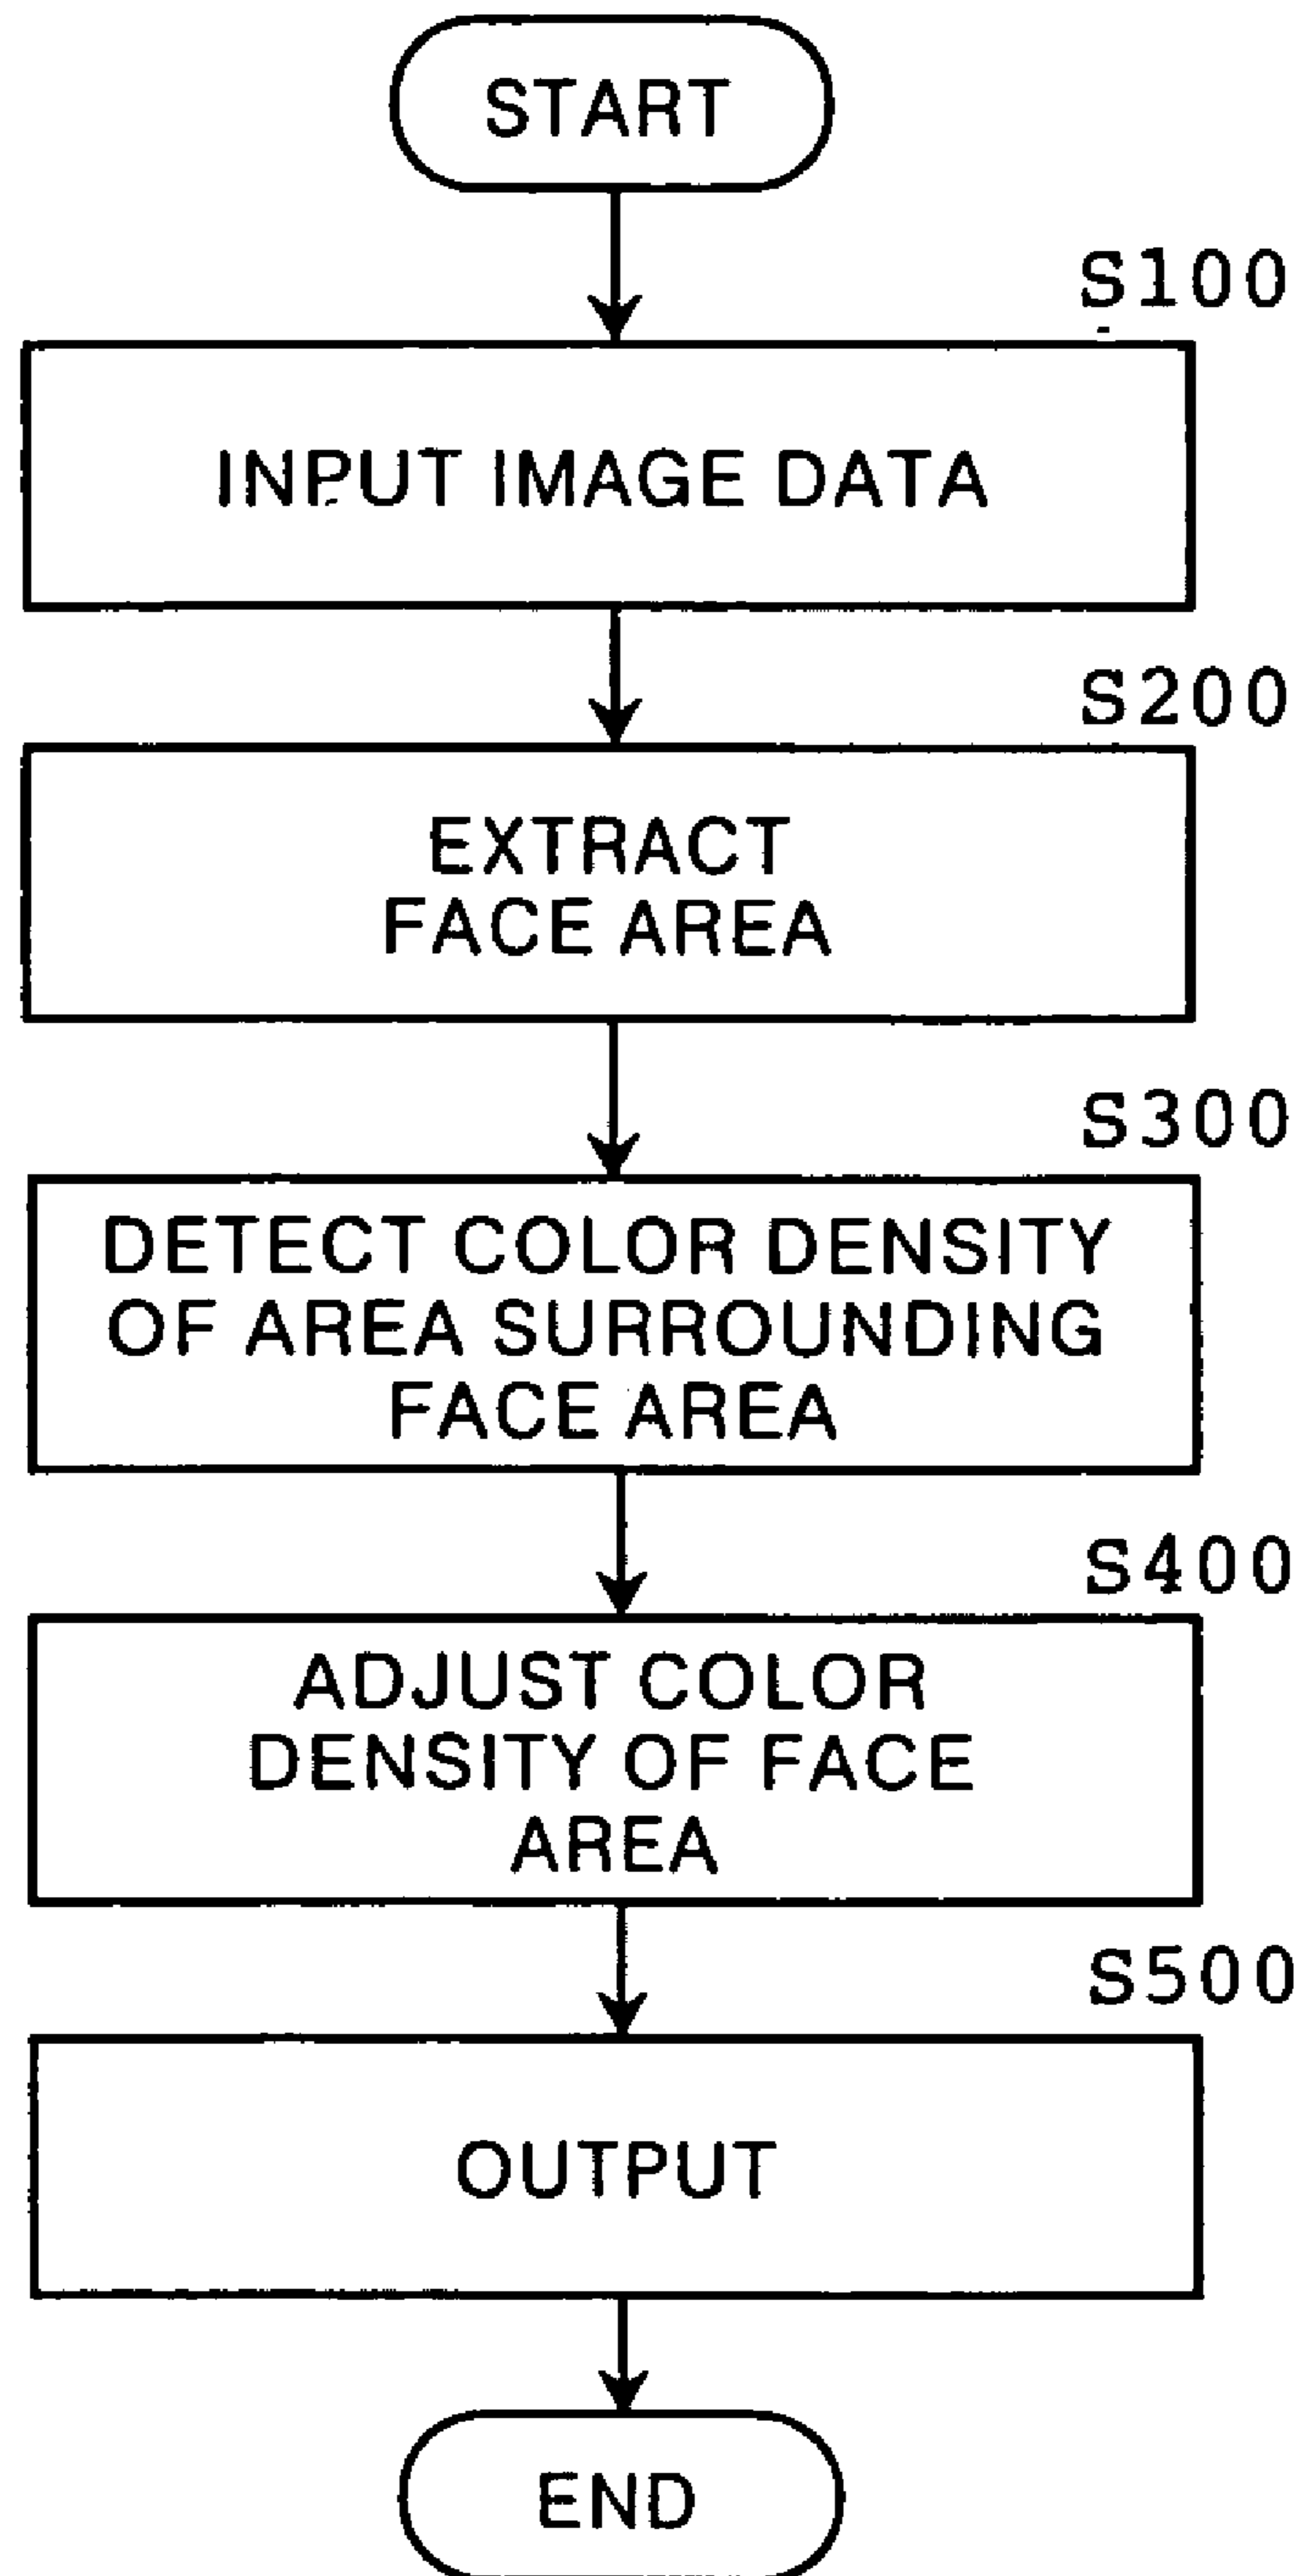 START
S100
INPUT IMAGE DATA
S200
EXTRACT
FACE AREA
S300
DETECT COLOR DENSITY
OF AREA SURROUNDING
FACE AREA
S400
ADJUST COLOR
DENSITY OF FACE
AREA
S500
OUTPUT
END